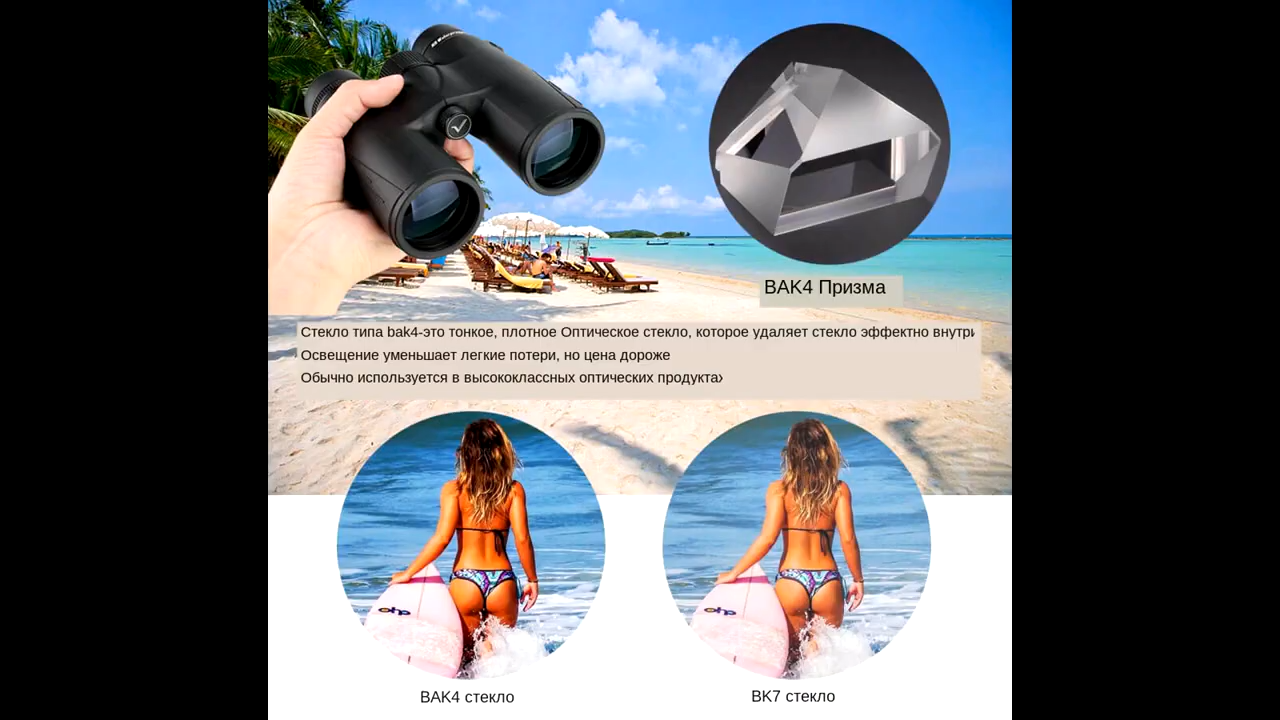 BAK4 Призма
Стекло типа bak4-это тонкое, плотное Оптическое стекло, которое удаляет стекло эффектно внутри
Освещение уменьшает легкие потери, но цена дороже
Обычно используется в высококлассных оптических продуктах
BAK4 стекло
BK7 стекло